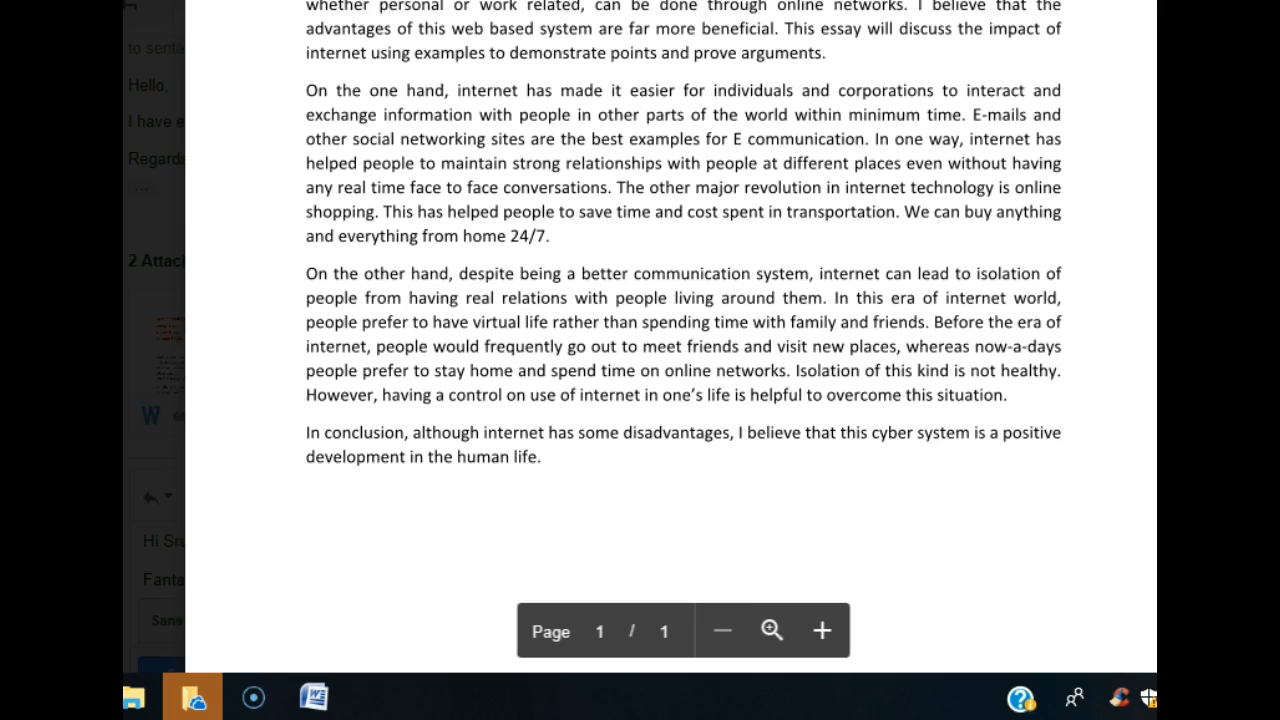 whether personal or work related, can be done through online networks. I believe that the
advantages of this web based system are far more beneficial. This essay will discuss the impact of
internet using examples to demonstrate points and prove arguments.
to senta
Hello,
On the one hand, internet has made it easier for individuals and corporations to interact and
exchange information with people in other parts of the world within minimum time. E-mails and
I have e
other social networking sites are the best examples for E communication. In one way, internet has
Regards
helped people to maintain strong relationships with people at different places even without having
any real time face to face conversations. The other major revolution in internet technology is online
shopping. This has helped people to save time and cost spent in transportation. We can buy anything
and everything from home 24/7.
2 Attac
On the other hand, despite being a better communication system, internet can lead to isolation of
people from having real relations with people living around them. In this era of internet world,
people prefer to have virtual life rather than spending time with family and friends. Before the era of
internet, people would frequently go out to meet friends and visit new places, whereas now-a-days
people prefer to stay home and spend time on online networks. Isolation of this kind is not healthy.
However, having a control on use of internet in one’s life is helpful to overcome this situation.
W
In conclusion, although internet has some disadvantages, I believe that this cyber system is a positive
development in the human life.
Hi Sru
Fanta
Sans
Page 1 / 1